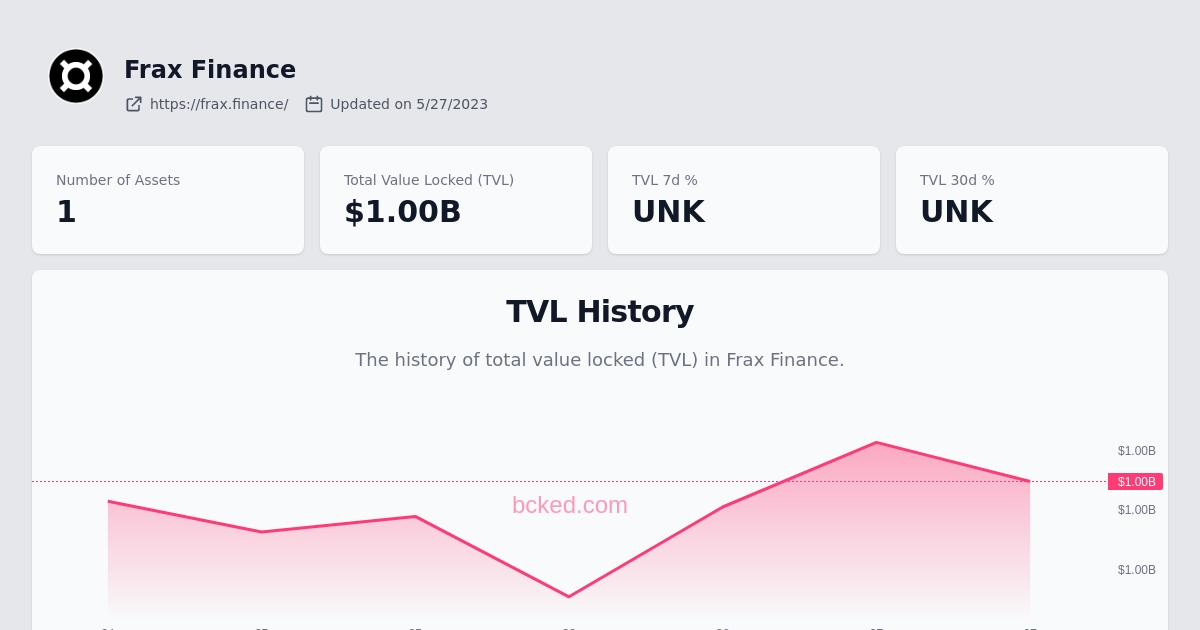 Frax Finance
https://frax.finance/ Updated on 5/27/2023
Number of Assets
1
Total Value Locked (TVL)
$1.00B
TVL 7d %
UNK
TVL 30d %
UNK
TVL History
The history of total value locked (TVL) in Frax Finance.
$1.00B
$1.00B
bcked.com
$1.00B
$1.00B